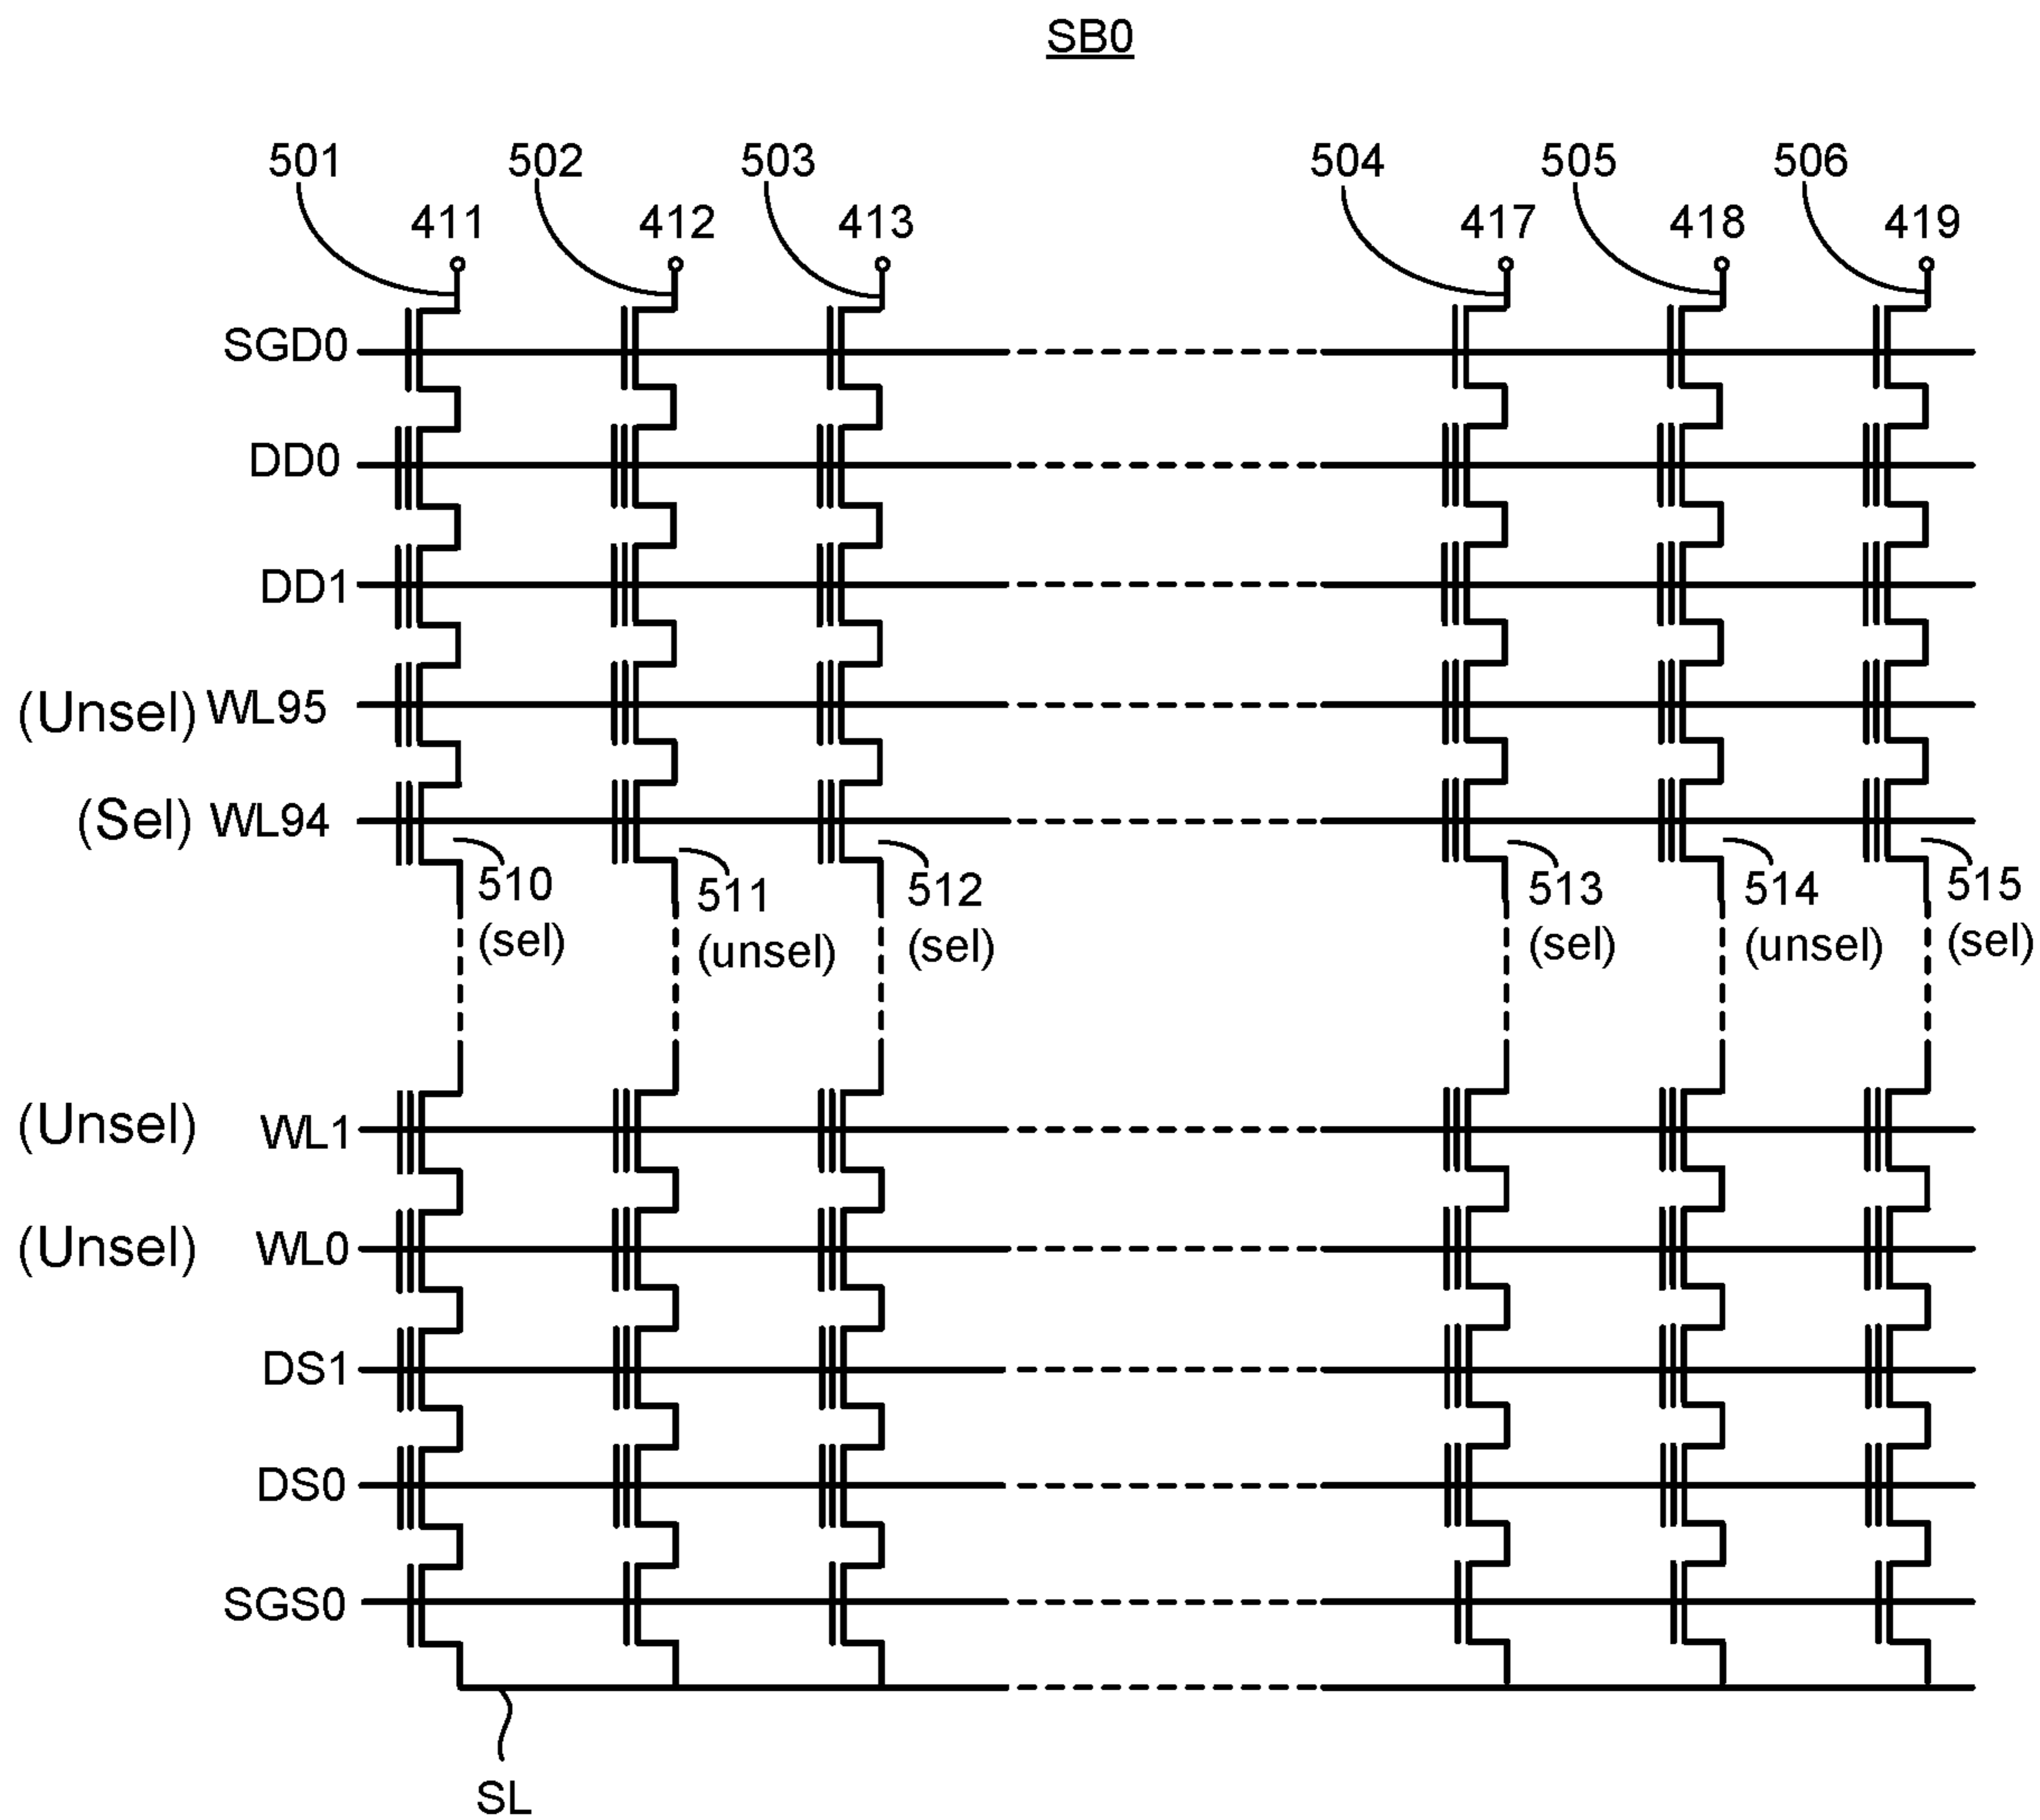 SB0
501 502 503 504 505 506
411 412 413 417 418 419
SGD0
DD0
DD1
(Unsel) WL95
(Sel) WL94
510 511 512 513 514 515
(sel) (unsel) (sel) (sel) (unsel) (sel)
(Unsel) WL1
(Unsel) WL0
DS1
DS0
SGS0
SL